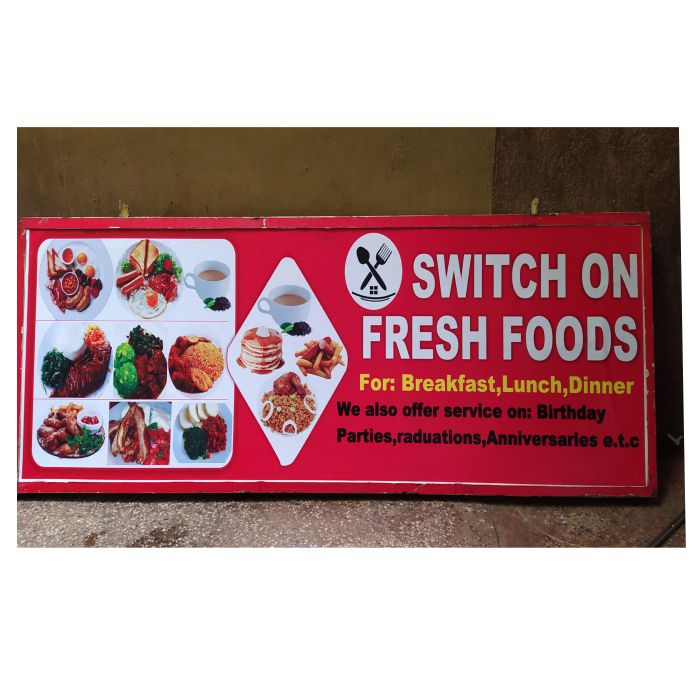 SWITCH ON
FRESH FOODS
For: Breakfast,Lunch,Dinner
We also offer service on: Birthday
Parties,raduations,Anniversaries e.t.c